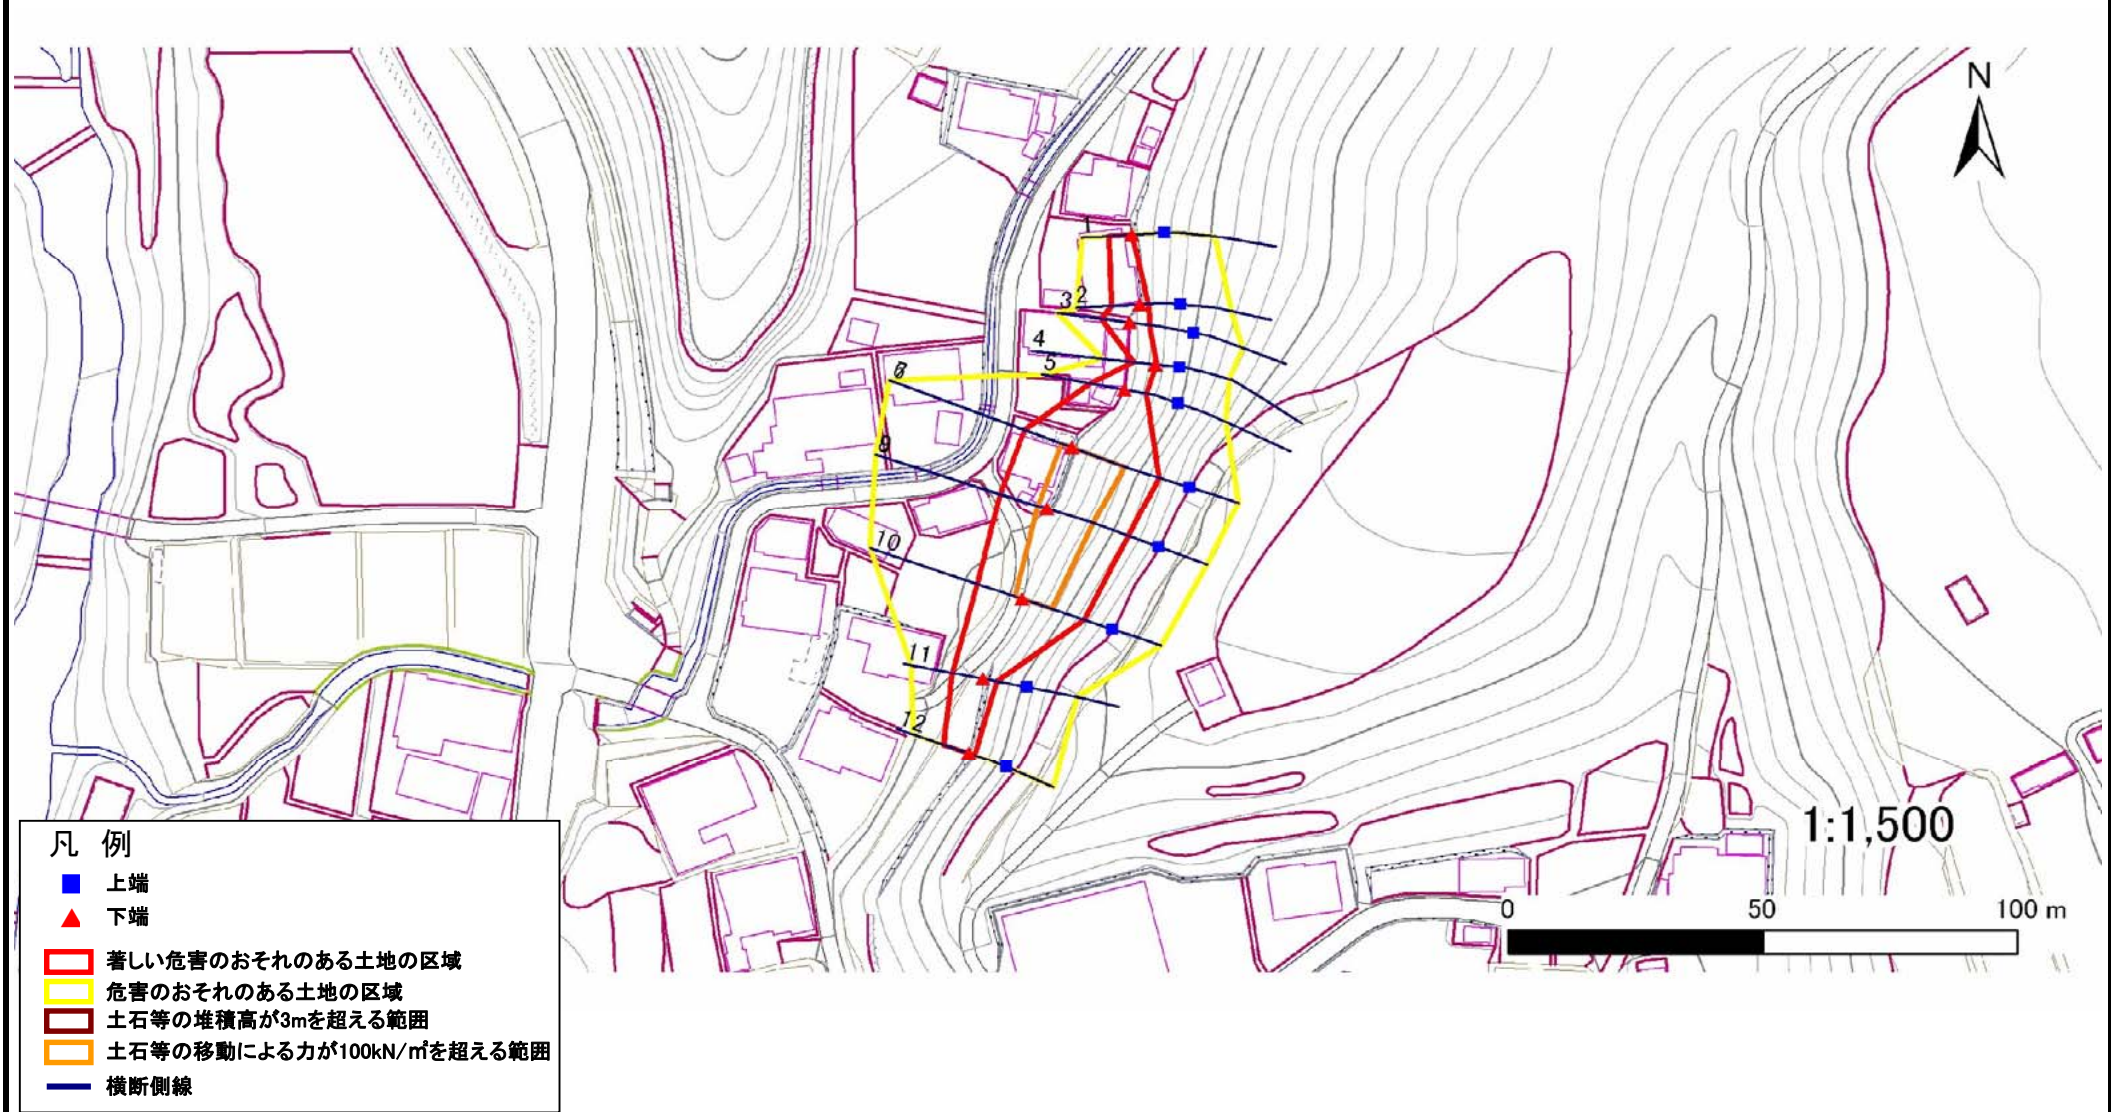 N
1
3 2
4
5
9
10
11
12
1:1,500
0 50 100 m
凡 例
上端
下端
著しい危害のおそれのある土地の区域
危害のおそれのある土地の区域
土石等の堆積高が3mを超える範囲
土石等の移動による力が100kN/㎡を超える範囲
横断側線